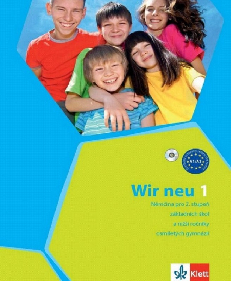 Wir neu 1
Němčina pro 2. stupeň
základních škol
a nižší ročníky
osmiletých gymnázií
Klett